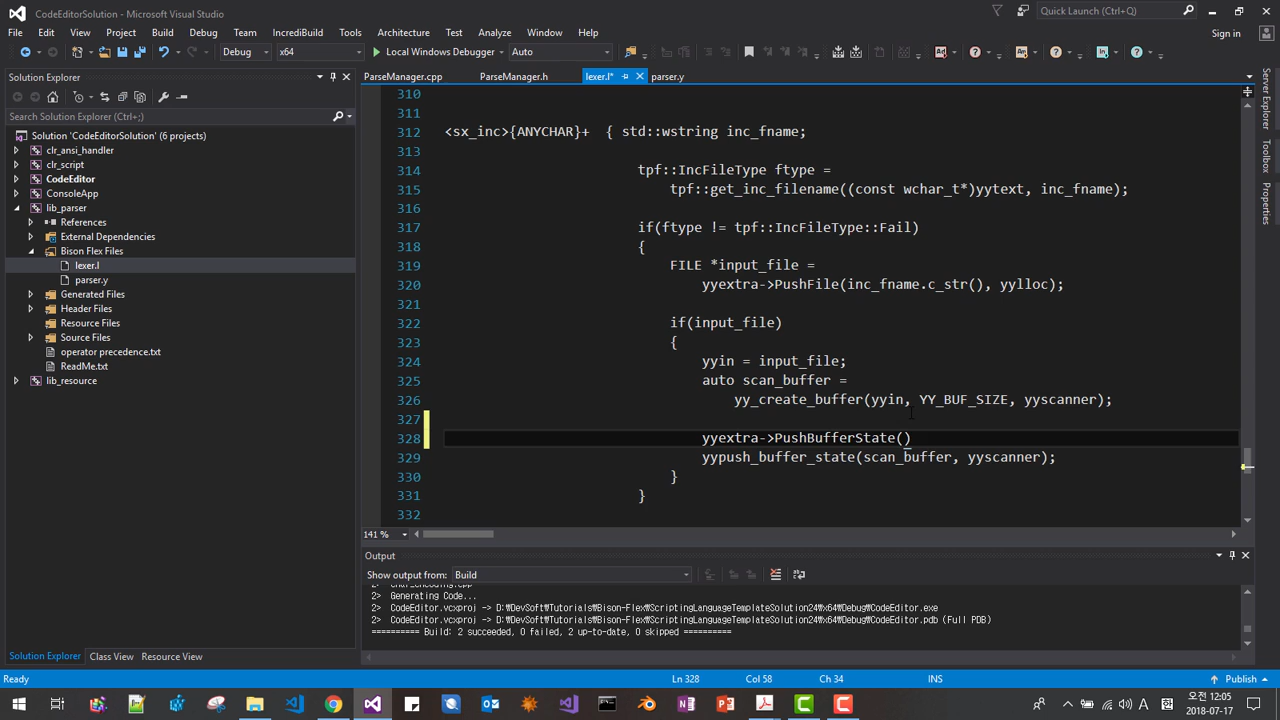 CodeEditorSolution - Microsoft Visual Studio
Quick Launch (Ctrl+Q)
File Edit View Project Build Debug Team IncrediBuild Tools Architecture Test Analyze Window Help
Sign in
Debug x64 Local Windows Debugger Auto
Solution Explorer
Search Solution Explorer (Ctrl+;)
Solution 'CodeEditorSolution' (6 projects)
clr_ansi_handler
clr_script
CodeEditor
ConsoleApp
lib_parser
References
External Dependencies
Bison Flex Files
lexer.l
parser.y
Generated Files
Header Files
Resource Files
Source Files
operator precedence.txt
ReadMe.txt
lib_resource
Solution Explorer Class View Resource View
ParseManager.cpp ParseManager.h lexer.l* parser.y
310
311
312 <sx_inc>{ANYCHAR}+ { std::wstring inc_fname;
313
314 tpf::IncFileType ftype =
315 tpf::get_inc_filename((const wchar_t*)yytext, inc_fname);
316
317 if(ftype != tpf::IncFileType::Fail)
318 {
319 FILE *input_file =
320 yyextra->PushFile(inc_fname.c_str(), yylloc);
321
322 if(input_file)
323 {
324 yyin = input_file;
325 auto scan_buffer =
326 yy_create_buffer(yyin, YY_BUF_SIZE, yyscanner);
327
328 yyextra->PushBufferState()
329 yypush_buffer_state(scan_buffer, yyscanner);
330 }
331 }
332
141 %
Output
Show output from: Build
2> Generating Code...
2> CodeEditor.vcxproj -> D:₩DevSoft₩Tutorials₩Bison-Flex₩ScriptingLanguageTemplateSolution24₩x64₩Debug₩CodeEditor.exe
2> CodeEditor.vcxproj -> D:₩DevSoft₩Tutorials₩Bison-Flex₩ScriptingLanguageTemplateSolution24₩x64₩Debug₩CodeEditor.pdb (Full PDB)
========== Build: 2 succeeded, 0 failed, 2 up-to-date, 0 skipped ==========
Server Explorer
Toolbox
Properties
Ready Ln 328 Col 58 Ch 34 INS Publish
A 오전 12:05
2018-07-17